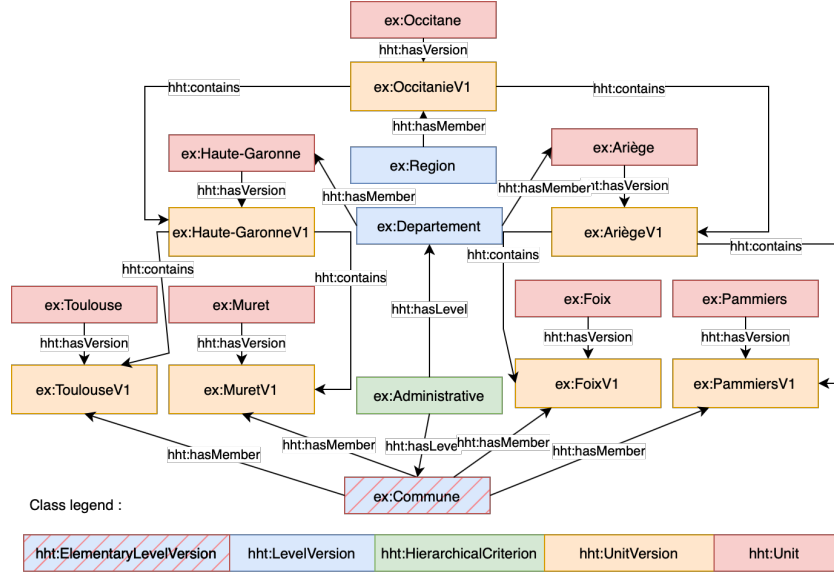 ex:Occitane
hht:hasVersion
ex:OccitanieV1
hht:contains
hht:contains
hht:hasMember
ex:Haute-Garonne
ex:Region
ex:Ariège
hht:hasVersion
hht:hasMember
hht:hasMember
ht:hasVersion
ex:Haute-GaronneV1
ex:Departement
ex:AriègeV1
hht:contains
hht:contains
hht:contains
hht:contains
ex:Toulouse
ex:Muret
hht:hasLevel
ex:Foix
ex:Pammiers
hht:hasVersion
hht:hasVersion
hht:hasVersion
hht:hasVersion
ex:ToulouseV1
ex:MuretV1
ex:Administrative
ex:FoixV1
ex:PammiersV1
hht:hasMember
hht:hasMember
hht:hasLeve
hht:hasMember
hht:hasMember
ex:Commune
Class legend :
hht:ElementaryLevelVersion
hht:LevelVersion
hht:HierarchicalCriterion
hht:UnitVersion
hht:Unit